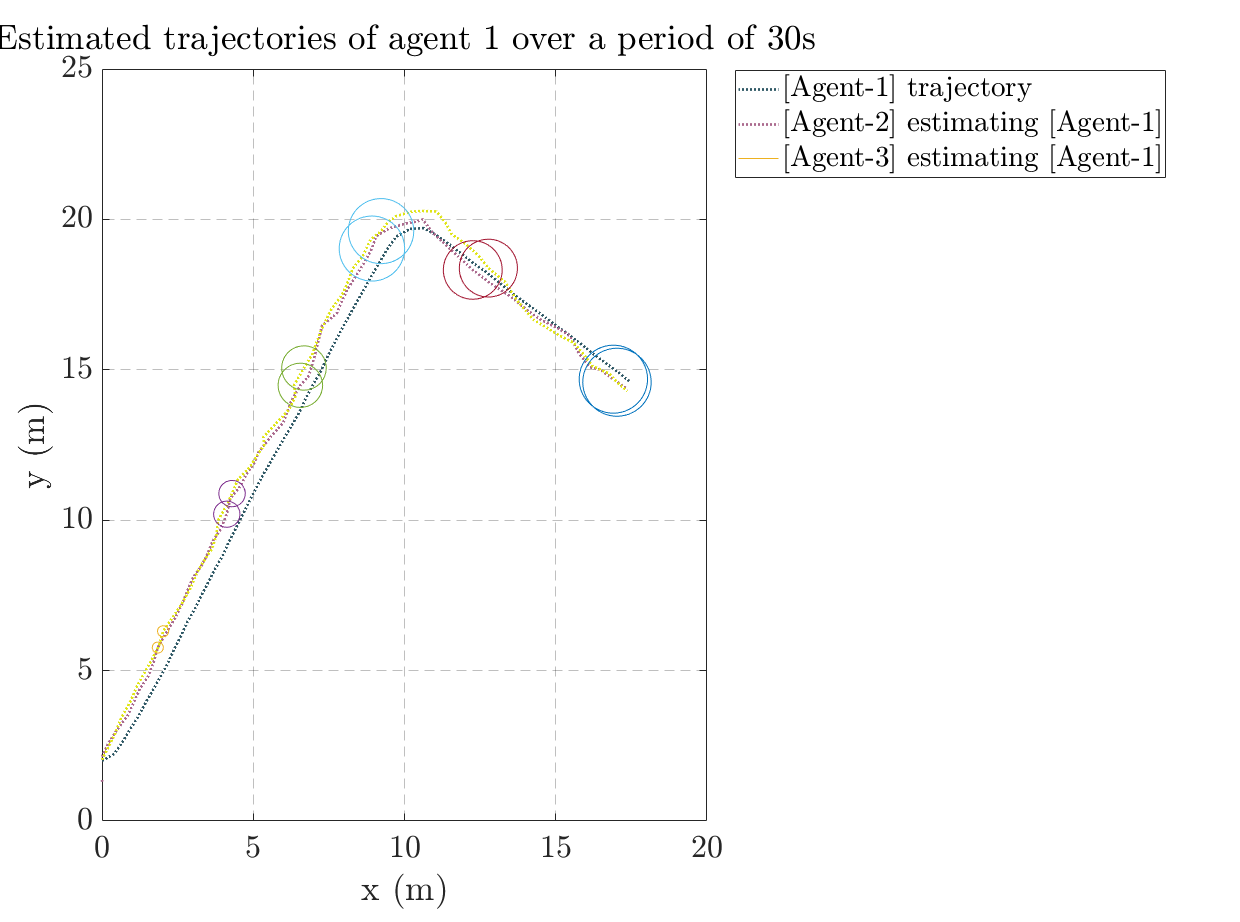 Estimated trajectories of agent 1 over a period of 30s
25
20
15
10
5
0
0 5 10 15 20
x (m)
y (m)
[Agent-1] trajectory
[Agent-2] estimating [Agent-1]
[Agent-3] estimating [Agent-1]